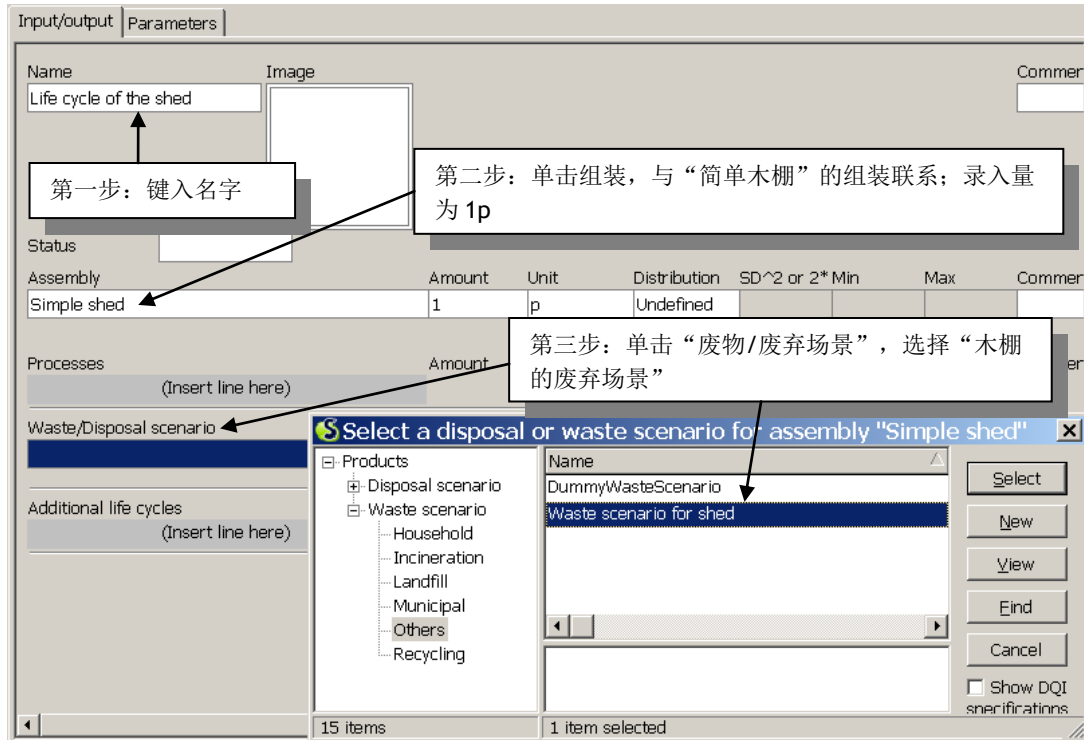 Input/output Parameters
Name Image Commer
Life cycle of the shed
第一步：键入名字
第二步：单击组装，与“简单木棚”的组装联系；录入量
为 1p
Status
Assembly Amount Unit Distribution SD^2 or 2* Min Max Commer
Simple shed 1 p Undefined
第三步：单击“废物/废弃场景”，选择“木棚
的废弃场景”
Processes Amount er
(Insert line here)
Waste/Disposal scenario
Select a disposal or waste scenario for assembly "Simple shed"
Products
Disposal scenario
Waste scenario
Household
Incineration
Landfill
Municipal
Others
Recycling
Name
DummyWasteScenario
Waste scenario for shed
Select
New
View
Find
Cancel
Show DQI
specifications
Additional life cycles
(Insert line here)
15 items 1 item selected